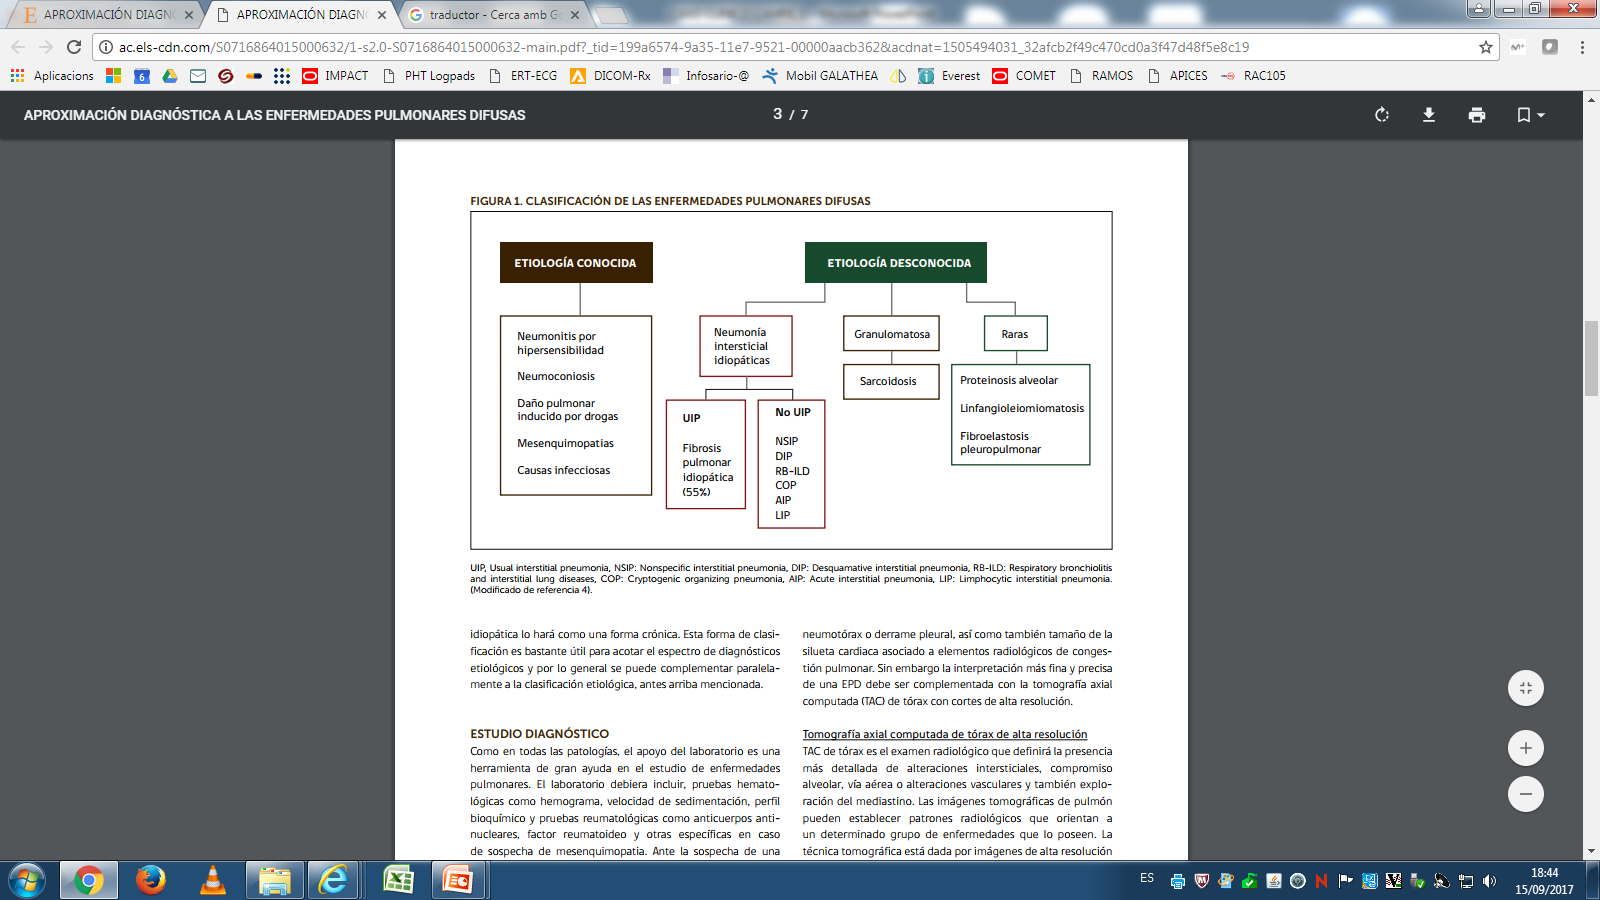 APROXIMACIÓN DIAGNO
APROXIMACIÓN DIAGNO
traductor - Cerca amb Go
ac.els-cdn.com/S0716864015000632/1-s2.0-S0716864015000632-main.pdf?_tid=199a6574-9a35-11e7-9521-00000aacb362&acdnat=1505494031_32afcb2f49c470cd0a3f47d48f5e8c19
Aplicacions
IMPACT
PHT Logpads
ERT-ECG
DICOM-Rx
Infosario-@
Mobil GALATHEA
Everest
COMET
RAMOS
APICES
RAC105
APROXIMACIÓN DIAGNÓSTICA A LAS ENFERMEDADES PULMONARES DIFUSAS
3 / 7
FIGURA 1. CLASIFICACIÓN DE LAS ENFERMEDADES PULMONARES DIFUSAS
ETIOLOGÍA CONOCIDA
Neumonitis por
hipersensibilidad
Neumoconiosis
Daño pulmonar
inducido por drogas
Mesenquimopatias
Causas infecciosas
ETIOLOGÍA DESCONOCIDA
Neumonía
intersticial
idiopáticas
UIP
Fibrosis
pulmonar
idiopática
(55%)
No UIP
NSIP
DIP
RB-ILD
COP
AIP
LIP
Granulomatosa
Sarcoidosis
Raras
Proteinosis alveolar
Linfangioleiomiomatosis
Fibroelastosis
pleuropulmonar
UIP, Usual interstitial pneumonia, NSIP: Nonspecific interstitial pneumonia, DIP: Desquamative interstitial pneumonia, RB-ILD: Respiratory bronchiolitis
and interstitial lung diseases, COP: Cryptogenic organizing pneumonia, AIP: Acute interstitial pneumonia, LIP: Limphocytic interstitial pneumonia.
(Modificado de referencia 4).
idiopática lo hará como una forma crónica. Esta forma de clasi-
ficación es bastante útil para acotar el espectro de diagnósticos
etiológicos y por lo general se puede complementar paralela-
mente a la clasificación etiológica, antes arriba mencionada.
ESTUDIO DIAGNÓSTICO
Como en todas las patologías, el apoyo del laboratorio es una
herramienta de gran ayuda en el estudio de enfermedades
pulmonares. El laboratorio debiera incluir, pruebas hemato-
lógicas como hemograma, velocidad de sedimentación, perfil
bioquímico y pruebas reumatológicas como anticuerpos anti-
nucleares, factor reumatoideo y otras específicas en caso
de sospecha de mesenquimopatia. Ante la sospecha de una
neumotórax o derrame pleural, así como también tamaño de la
silueta cardiaca asociado a elementos radiológicos de conges-
tión pulmonar. Sin embargo la interpretación más fina y precisa
de una EPD debe ser complementada con la tomografía axial
computada (TAC) de tórax con cortes de alta resolución.
Tomografía axial computada de tórax de alta resolución
TAC de tórax es el examen radiológico que definirá la presencia
más detallada de alteraciones intersticiales, compromiso
alveolar, vía aérea o alteraciones vasculares y también explo-
ración del mediastino. Las imágenes tomográficas de pulmón
pueden establecer patrones radiológicos que orientan a
un determinado grupo de enfermedades que lo poseen. La
técnica tomográfica está dada por imágenes de alta resolución
ES
18:44
15/09/2017